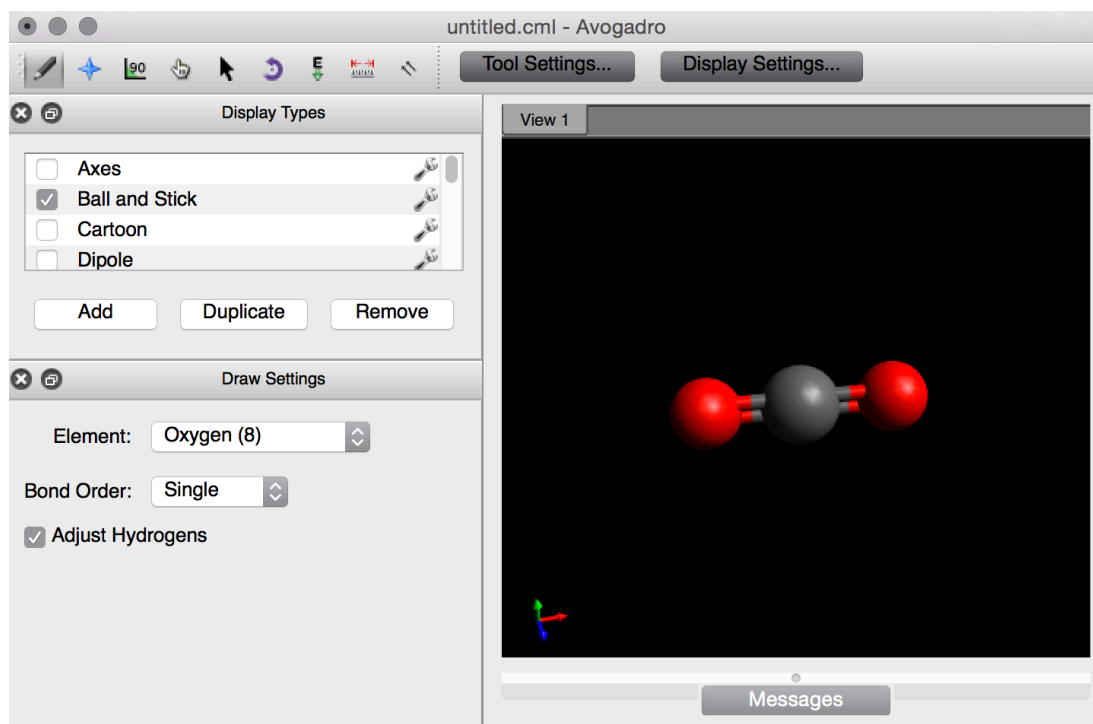 untitled.cml - Avogadro
90
E
Tool Settings...
Display Settings...
Display Types
Axes
Ball and Stick
Cartoon
Dipole
Add
Duplicate
Remove
Draw Settings
Element: Oxygen (8)
Bond Order: Single
Adjust Hydrogens
View 1
Messages